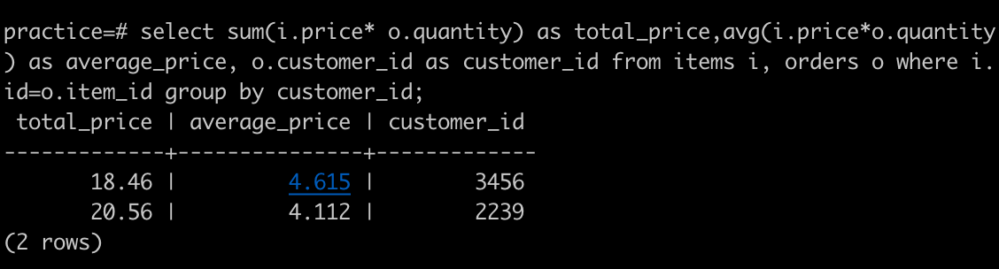 practice=# select sum(i.price* o.quantity) as total_price,avg(i.price*o.quantity
) as average_price, o.customer_id as customer_id from items i, orders o where i.
id=o.item_id group by customer_id;
 total_price | average_price | customer_id
-------------+---------------+-------------
       18.46 |         4.615 |        3456
       20.56 |         4.112 |        2239
(2 rows)